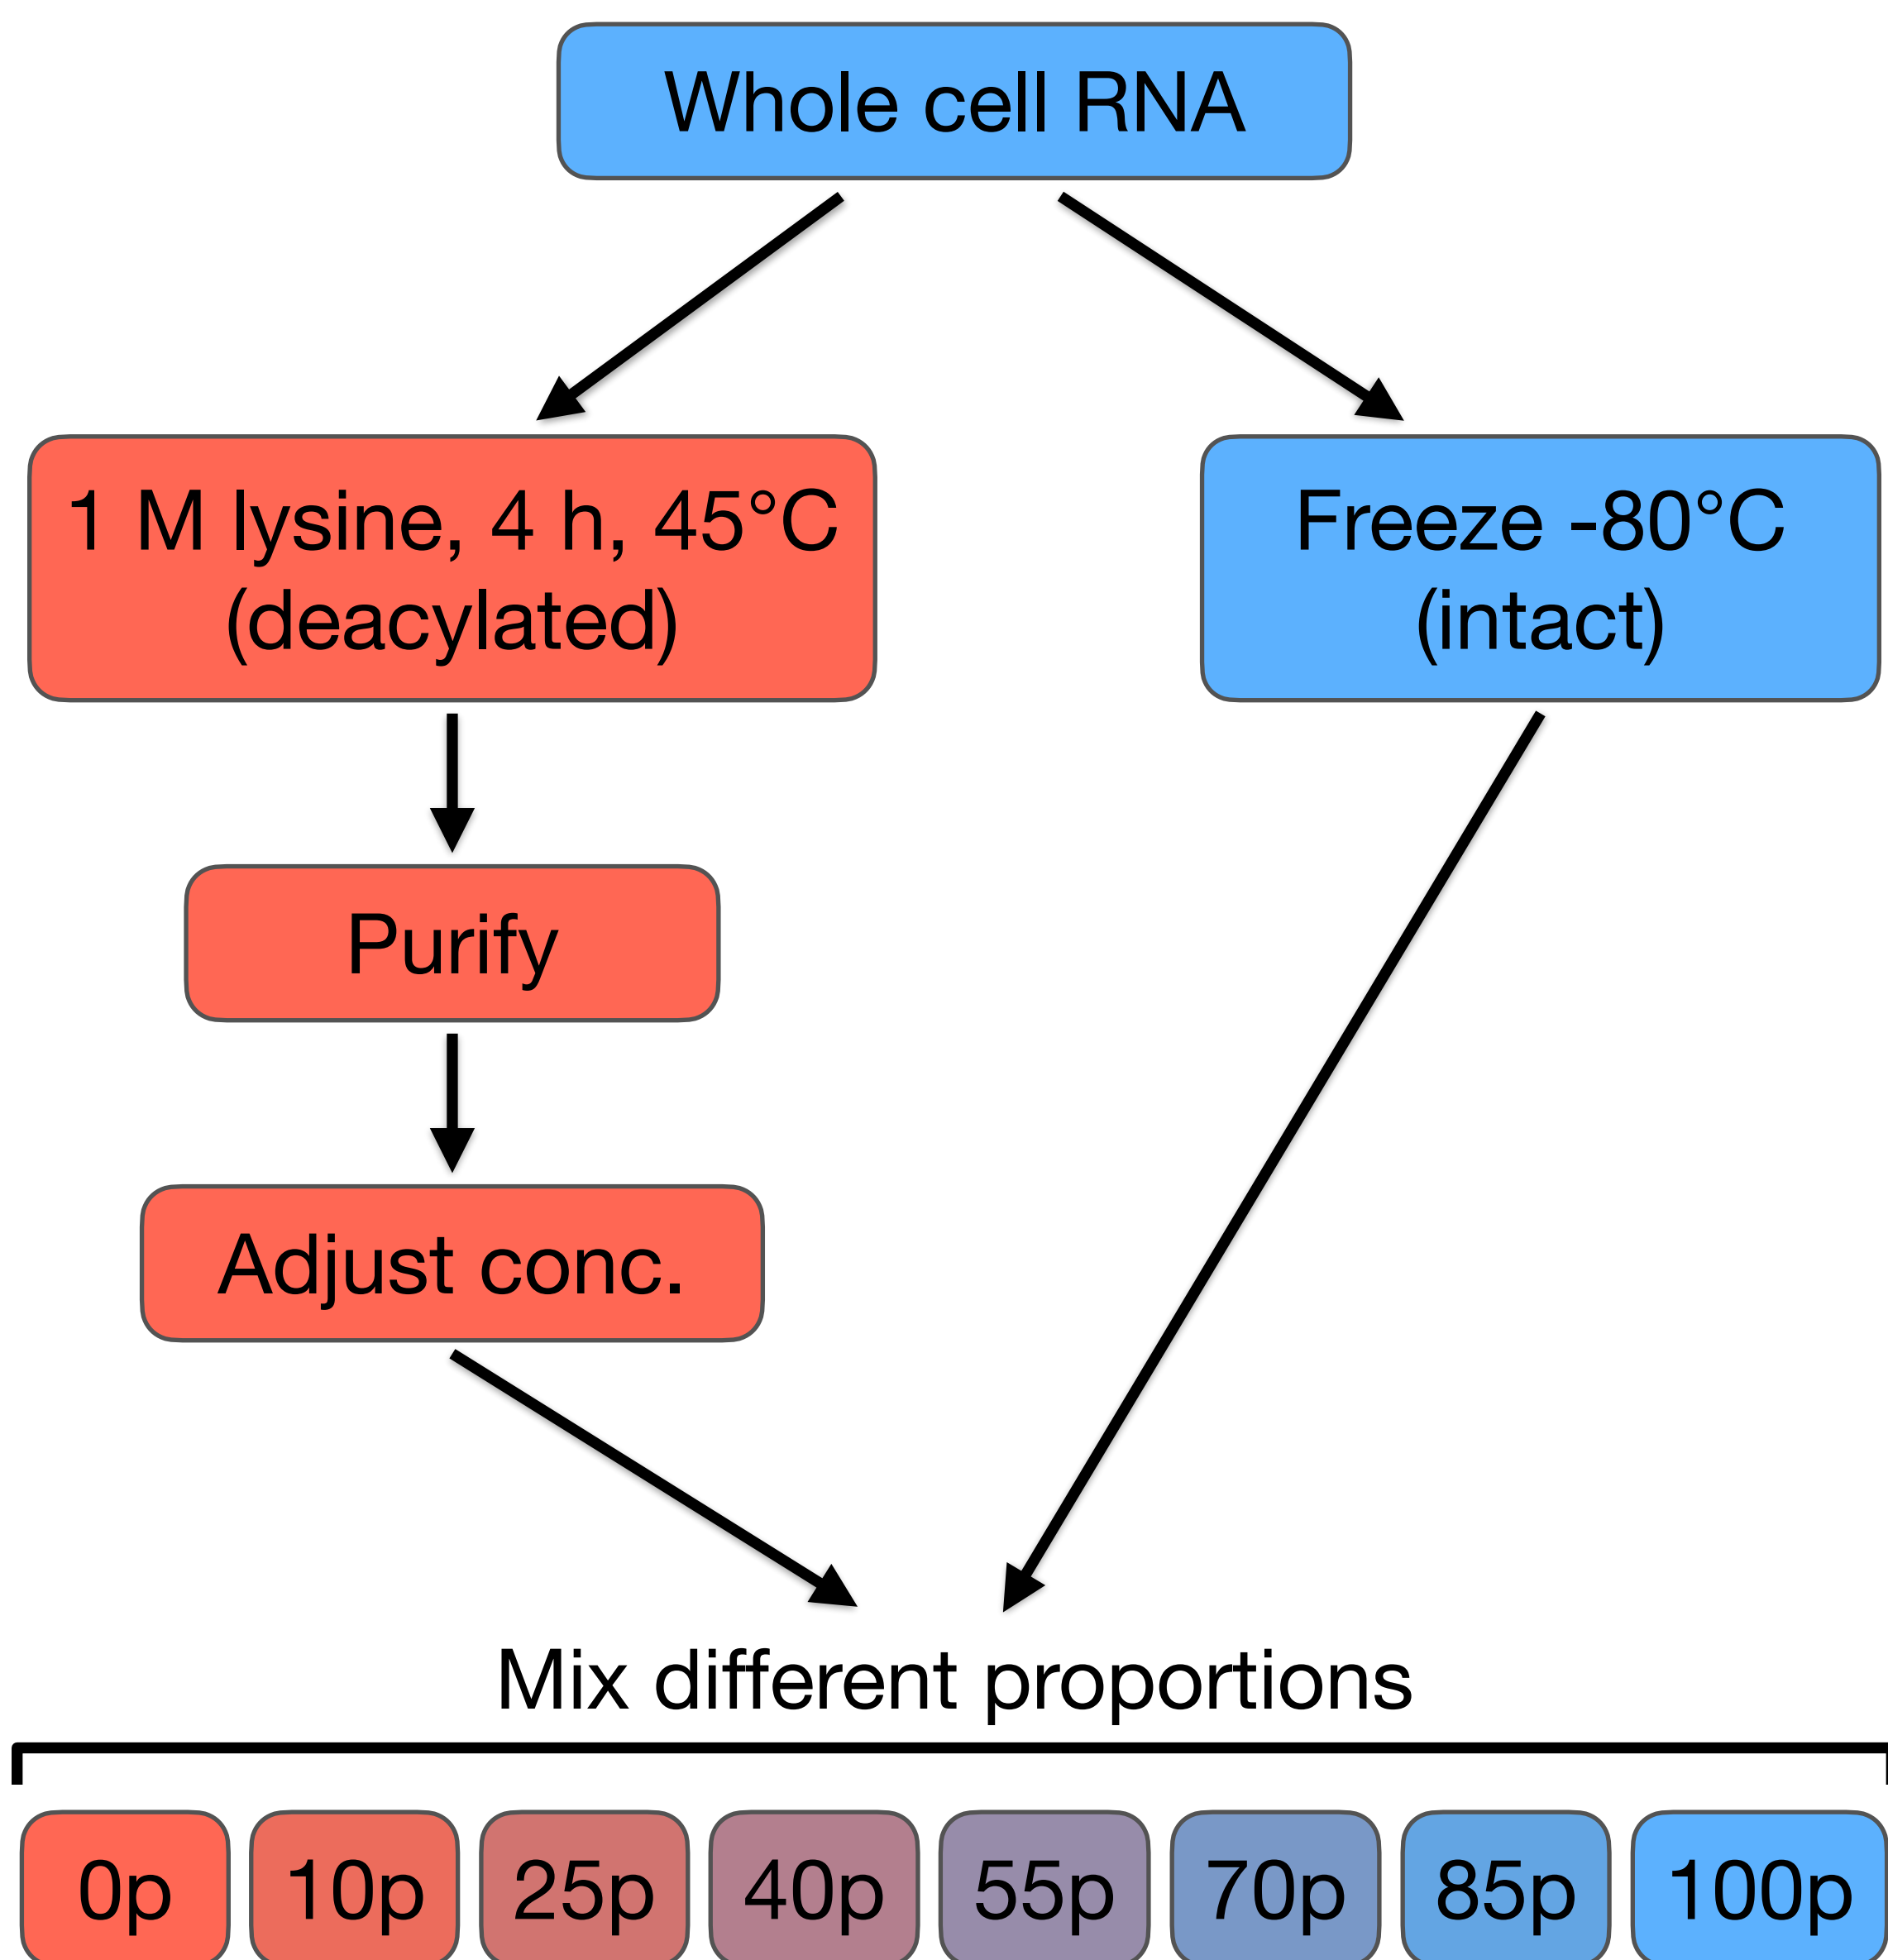 Whole cell RNA
1 M lysine, 4 h, 45°C
(deacylated)
Freeze -80°C
(intact)
Purify
Adjust conc.
Mix different proportions
0p 10p 25p 40p 55p 70p 85p 100p